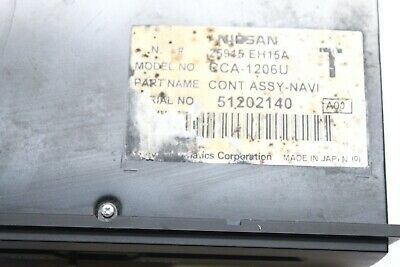 NISSAN
N. # 25915 EH15A T
MODEL NO CCA-1206U
PART NAME CONT ASSY-NAVI
SERIAL NO 51202140 A00
Corporation MADE IN JAPAN (9)